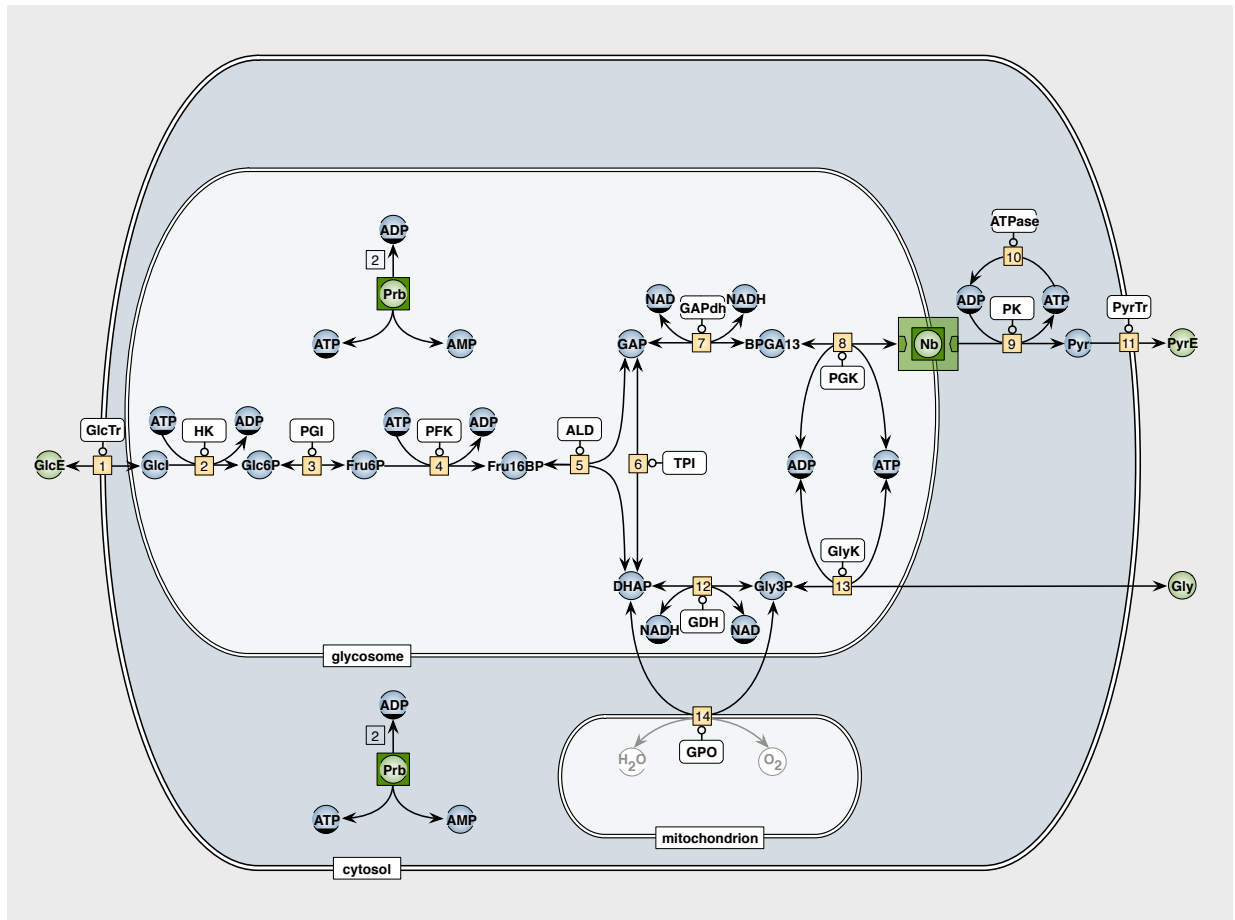 ATPase
10
ADP
2
Prb
ATP
AMP
NAD
GAPdh
NADH
ADP
PK
ATP
PyrTr
GAP
7
BPGA13
8
Nb
9
Pyr
11
PyrE
PGK
GlcTr
ATP
HK
ADP
PGI
ATP
PFK
ADP
ALD
GlcE
1
GlcI
2
Glc6P
3
Fru6P
4
Fru16BP
5
6
TPI
ADP
ATP
GlyK
DHAP
12
Gly3P
13
Gly
NADH
GDH
NAD
glycosome
ADP
2
Prb
ATP
AMP
14
H2O
GPO
O2
mitochondrion
cytosol